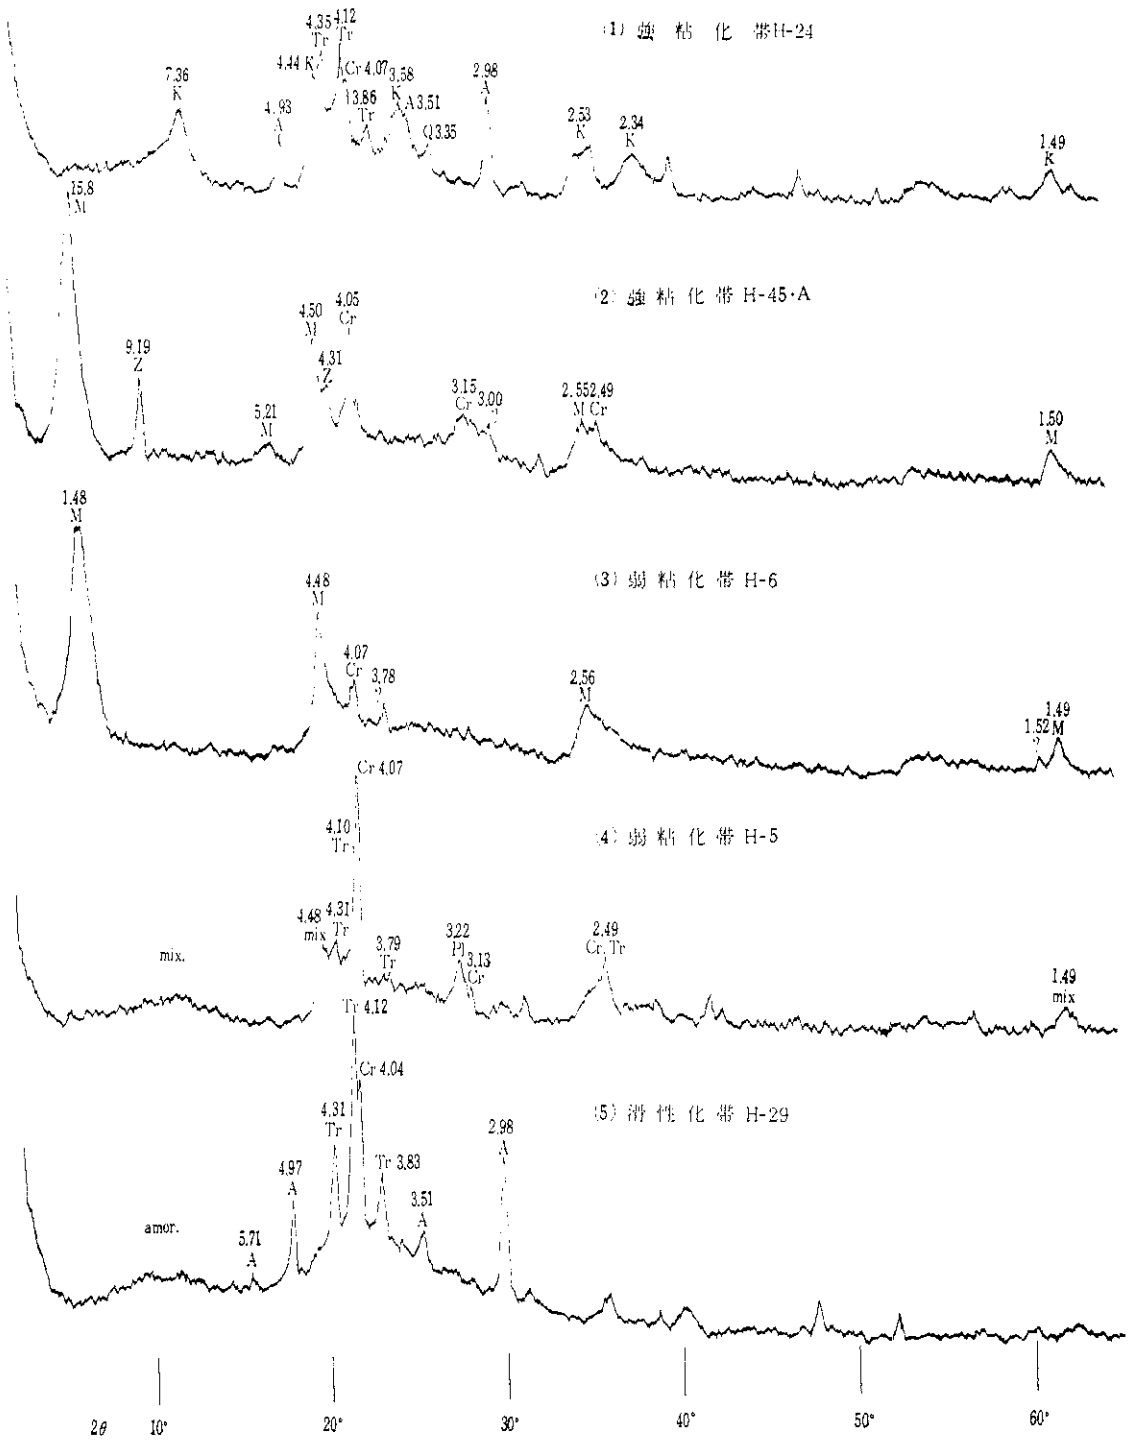 (1) 強 粘 化 帯 H-24
7.36
K
4.93
A
4.44 K
4.35
Tr
4.12
Tr
Cr 4.07
3.86
Tr
3.58
K
A 3.51
Q 3.35
2.98
A
2.53
K
2.34
K
1.49
K
(2) 強 粘 化 帯 H-45·A
15.8
M
9.19
Z
5.21
M
4.50
M
4.31
Z
4.05
Cr
3.15
Cr
3.00
?
2.55 2.49
M Cr
1.50
M
(3) 弱 粘 化 帯 H-6
1.48
M
4.48
M
4.07
Cr
3.78
?
2.56
M
1.52
?
1.49
M
(4) 弱 粘 化 帯 H-5
mix.
4.48
mix
4.31
Tr
4.10
Tr
Cr 4.07
3.79
Tr
3.22
Pl
3.13
Cr
2.49
Cr, Tr
1.49
mix
(5) 滑 性 化 帯 H-29
amor.
5.71
A
4.97
A
4.31
Tr
Tr 4.12
Cr 4.04
Tr 3.83
3.51
A
2.98
A
2θ 10° 20° 30° 40° 50° 60°